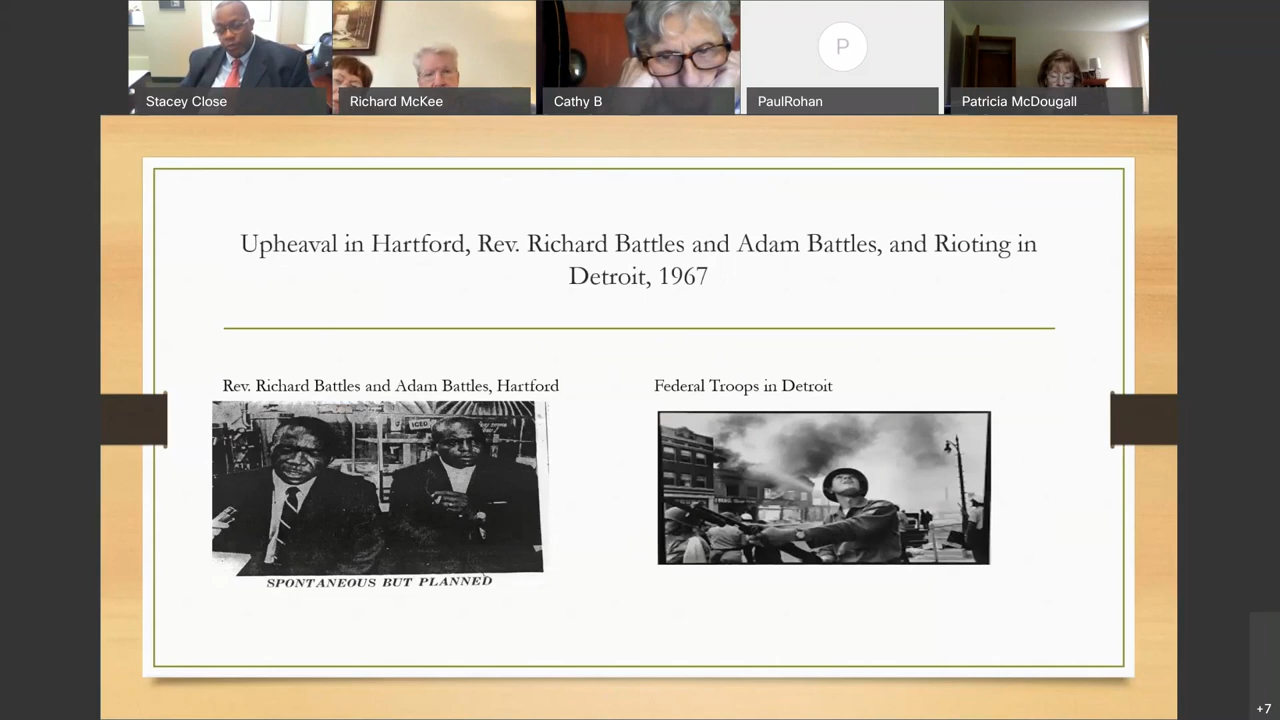 Stacey Close
Richard McKee
Cathy B
P
PaulRohan
Patricia McDougall
Upheaval in Hartford, Rev. Richard Battles and Adam Battles, and Rioting in
Detroit, 1967
Rev. Richard Battles and Adam Battles, Hartford
Federal Troops in Detroit
ICED
SPONTANEOUS BUT PLANNED
+7